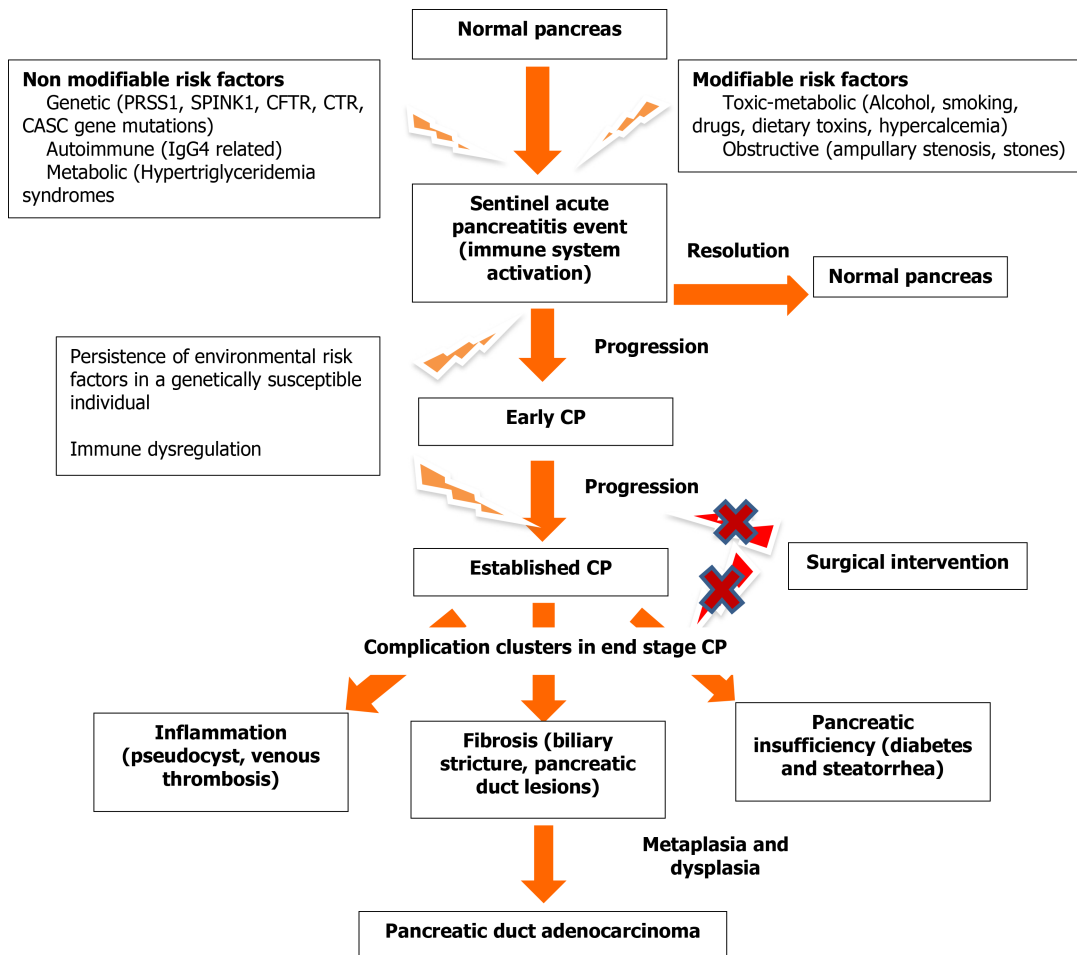 Normal pancreas
Non modifiable risk factors
Genetic (PRSS1, SPINK1, CFTR, CTR,
CASC gene mutations)
Autoimmune (IgG4 related)
Metabolic (Hypertriglyceridemia
syndromes
Modifiable risk factors
Toxic-metabolic (Alcohol, smoking,
drugs, dietary toxins, hypercalcemia)
Obstructive (ampullary stenosis, stones)
Sentinel acute
pancreatitis event
(immune system
activation)
Resolution
Normal pancreas
Progression
Persistence of environmental risk
factors in a genetically susceptible
individual
Immune dysregulation
Early CP
Progression
Established CP
Surgical intervention
Complication clusters in end stage CP
Inflammation
(pseudocyst, venous
thrombosis)
Fibrosis (biliary
stricture, pancreatic
duct lesions)
Pancreatic
insufficiency (diabetes
and steatorrhea)
Metaplasia and
dysplasia
Pancreatic duct adenocarcinoma